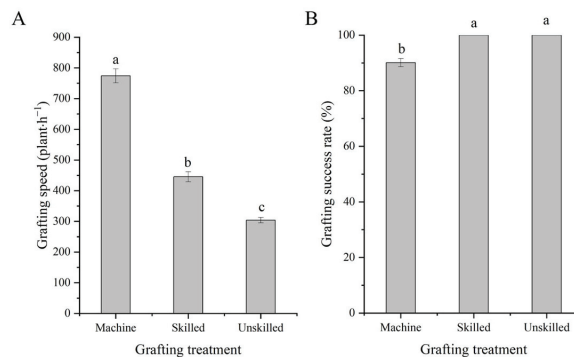 A
B
Grafting speed (plant·h⁻¹)
900
800
700
600
500
400
300
200
100
0
a
b
c
Machine
Skilled
Unskilled
Grafting treatment
Grafting success rate (%)
100
80
60
40
20
0
b
a
a
Machine
Skilled
Unskilled
Grafting treatment